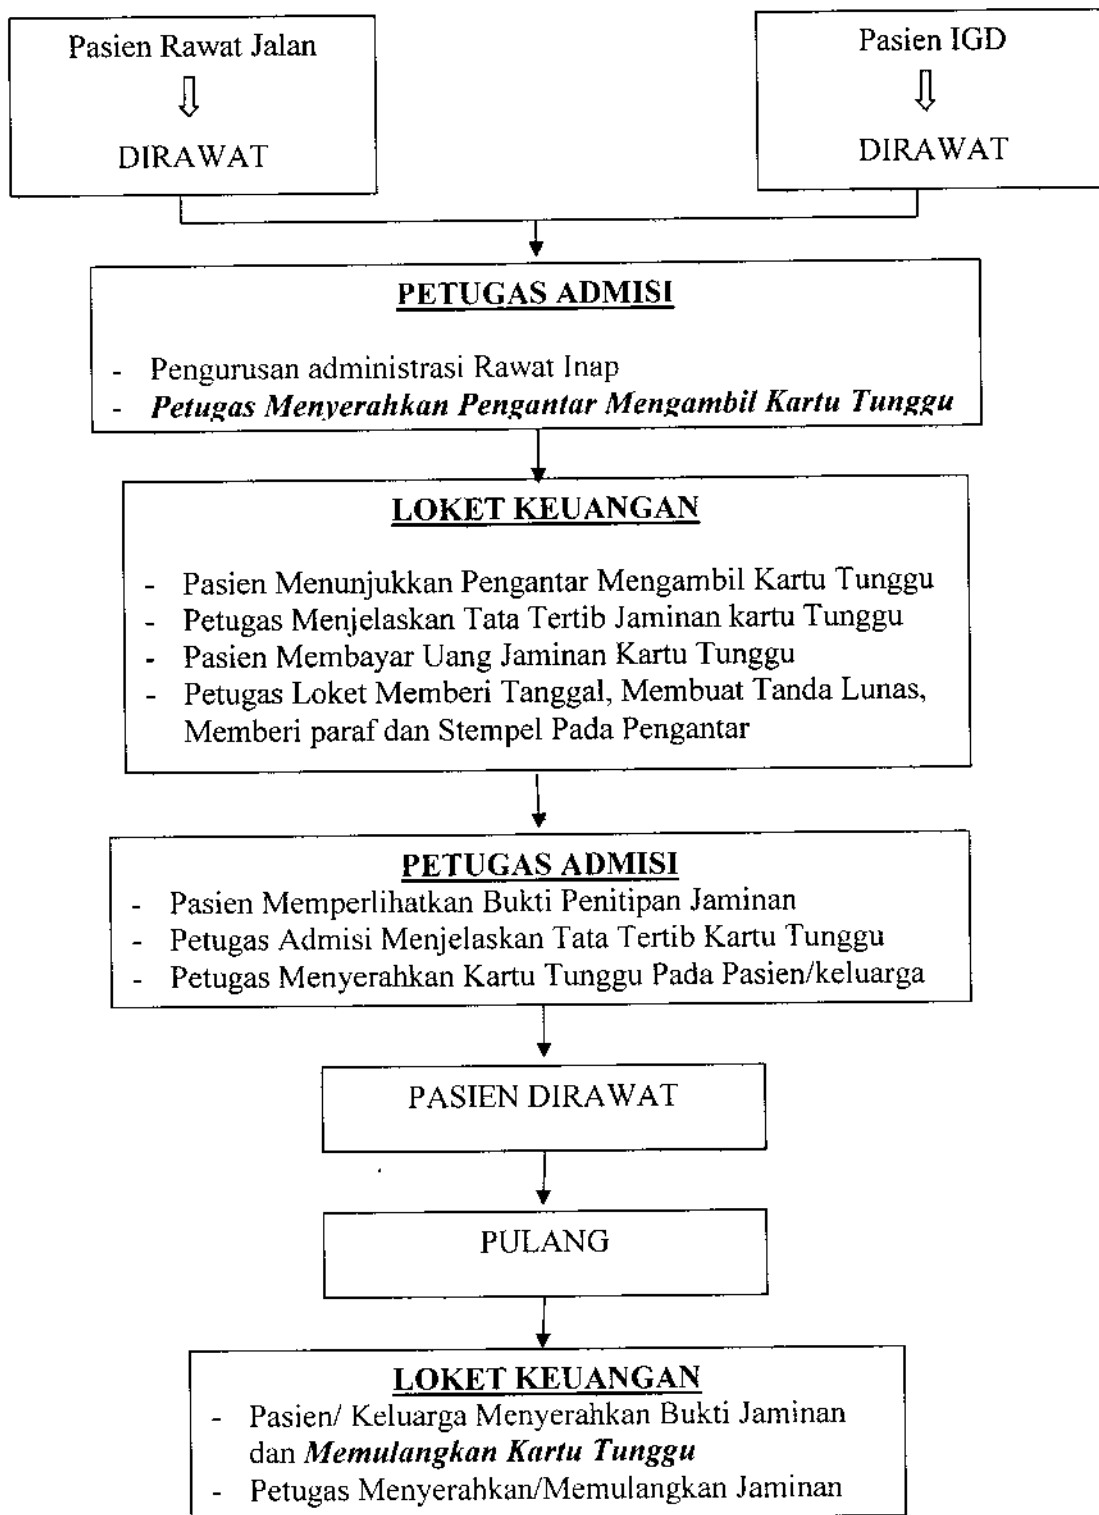 Pasien Rawat Jalan
DIRAWAT
Pasien IGD
DIRAWAT
PETUGAS ADMISI
- Pengurusan administrasi Rawat Inap
- Petugas Menyerahkan Pengantar Mengambil Kartu Tunggu
LOKET KEUANGAN
- Pasien Menunjukkan Pengantar Mengambil Kartu Tunggu
- Petugas Menjelaskan Tata Tertib Jaminan kartu Tunggu
- Pasien Membayar Uang Jaminan Kartu Tunggu
- Petugas Loket Memberi Tanggal, Membuat Tanda Lunas,
Memberi paraf dan Stempel Pada Pengantar
PETUGAS ADMISI
- Pasien Memperlihatkan Bukti Penitipan Jaminan
- Petugas Admisi Menjelaskan Tata Tertib Kartu Tunggu
- Petugas Menyerahkan Kartu Tunggu Pada Pasien/keluarga
PASIEN DIRAWAT
PULANG
LOKET KEUANGAN
- Pasien/ Keluarga Menyerahkan Bukti Jaminan
dan Memulangkan Kartu Tunggu
- Petugas Menyerahkan/Memulangkan Jaminan